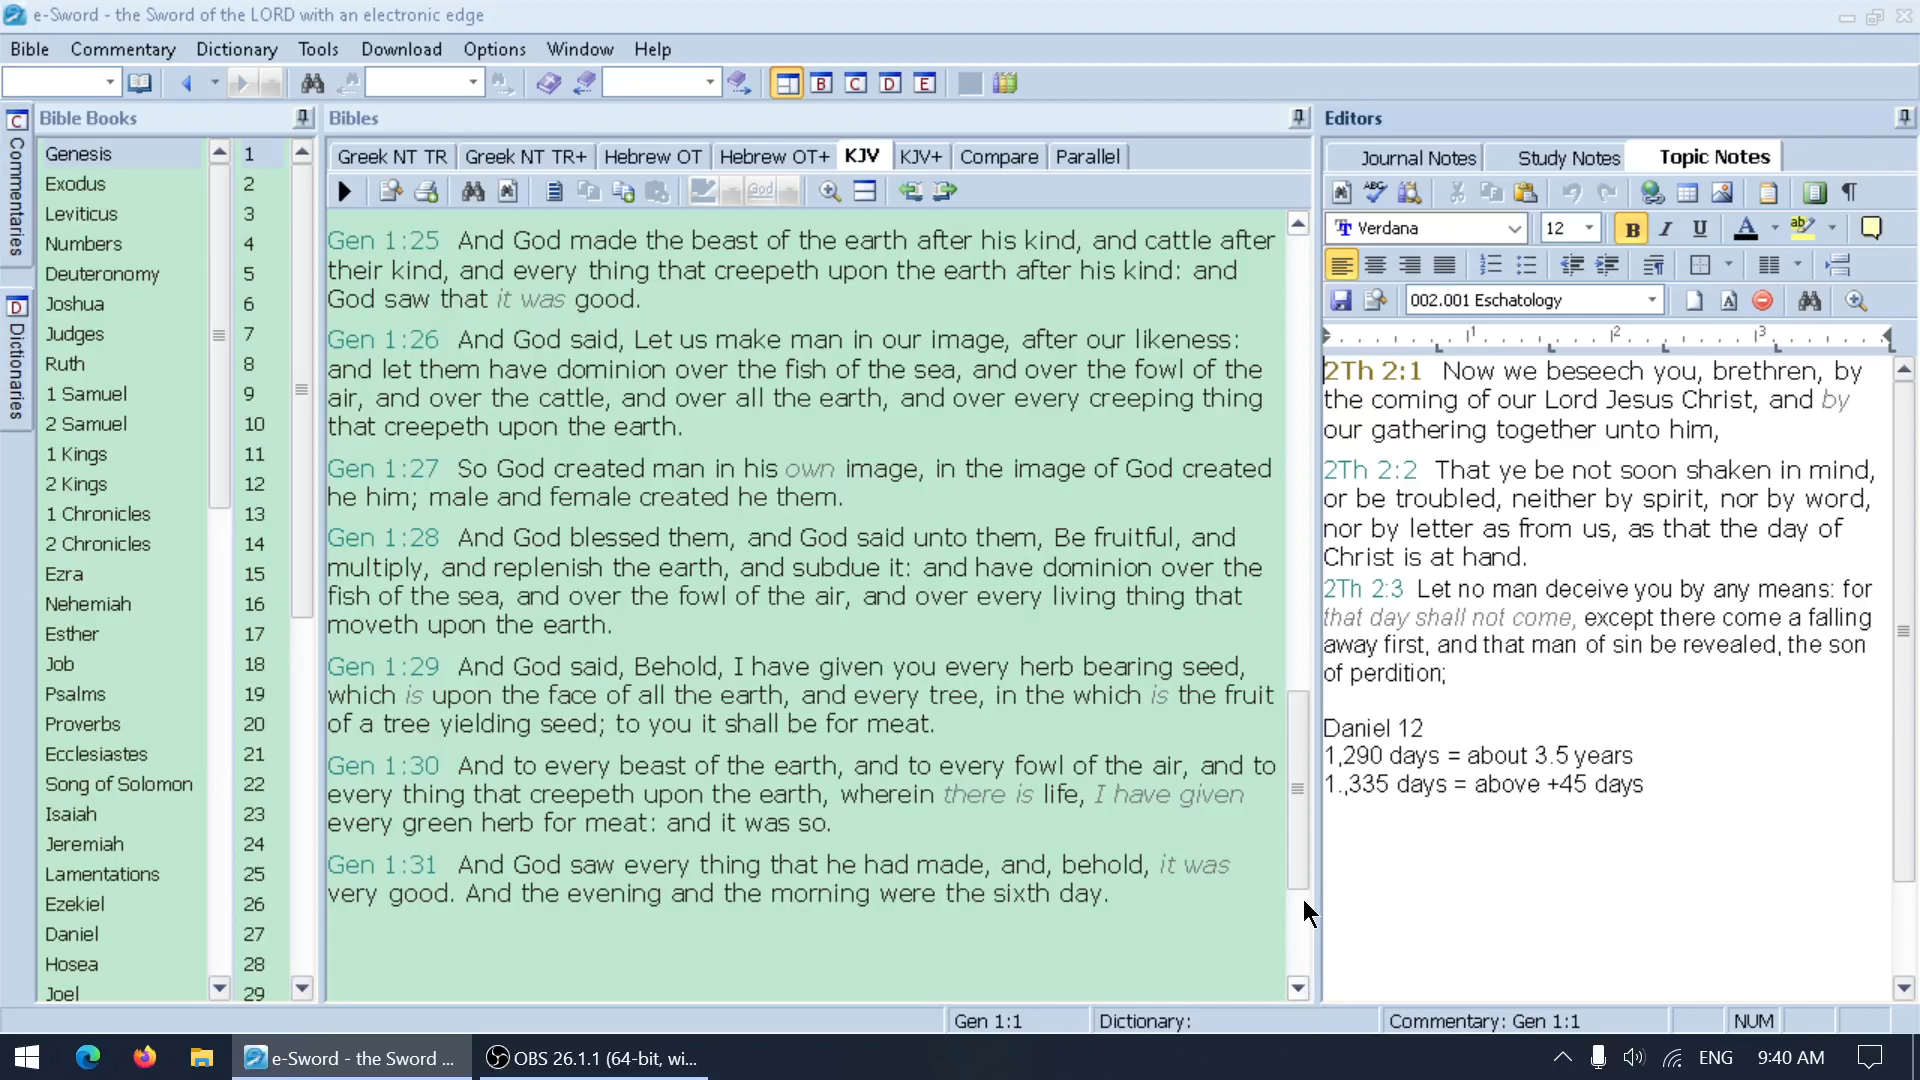 e-Sword - the Sword of the LORD with an electronic edge
Bible Commentary Dictionary Tools Download Options Window Help
B C D E
Bible Books
Bibles
Editors
C Commentaries
D Dictionaries
Genesis 1
Exodus 2
Leviticus 3
Numbers 4
Deuteronomy 5
Joshua 6
Judges 7
Ruth 8
1 Samuel 9
2 Samuel 10
1 Kings 11
2 Kings 12
1 Chronicles 13
2 Chronicles 14
Ezra 15
Nehemiah 16
Esther 17
Job 18
Psalms 19
Proverbs 20
Ecclesiastes 21
Song of Solomon 22
Isaiah 23
Jeremiah 24
Lamentations 25
Ezekiel 26
Daniel 27
Hosea 28
Joel 29
Greek NT TR Greek NT TR+ Hebrew OT Hebrew OT+ KJV KJV+ Compare Parallel
God
Gen 1:25 And God made the beast of the earth after his kind, and cattle after
their kind, and every thing that creepeth upon the earth after his kind: and
God saw that it was good.
Gen 1:26 And God said, Let us make man in our image, after our likeness:
and let them have dominion over the fish of the sea, and over the fowl of the
air, and over the cattle, and over all the earth, and over every creeping thing
that creepeth upon the earth.
Gen 1:27 So God created man in his own image, in the image of God created
he him; male and female created he them.
Gen 1:28 And God blessed them, and God said unto them, Be fruitful, and
multiply, and replenish the earth, and subdue it: and have dominion over the
fish of the sea, and over the fowl of the air, and over every living thing that
moveth upon the earth.
Gen 1:29 And God said, Behold, I have given you every herb bearing seed,
which is upon the face of all the earth, and every tree, in the which is the fruit
of a tree yielding seed; to you it shall be for meat.
Gen 1:30 And to every beast of the earth, and to every fowl of the air, and to
every thing that creepeth upon the earth, wherein there is life, I have given
every green herb for meat: and it was so.
Gen 1:31 And God saw every thing that he had made, and, behold, it was
very good. And the evening and the morning were the sixth day.
Journal Notes Study Notes Topic Notes
ABC
Verdana 12 B I U A ab
002.001 Eschatology A
1 2 3
2Th 2:1 Now we beseech you, brethren, by
the coming of our Lord Jesus Christ, and by
our gathering together unto him,
2Th 2:2 That ye be not soon shaken in mind,
or be troubled, neither by spirit, nor by word,
nor by letter as from us, as that the day of
Christ is at hand.
2Th 2:3 Let no man deceive you by any means: for
that day shall not come, except there come a falling
away first, and that man of sin be revealed, the son
of perdition;
Daniel 12
1,290 days = about 3.5 years
1.,335 days = above +45 days
Gen 1:1 Dictionary: Commentary: Gen 1:1 NUM
e-Sword - the Sword ... OBS 26.1.1 (64-bit, wi... ENG 9:40 AM